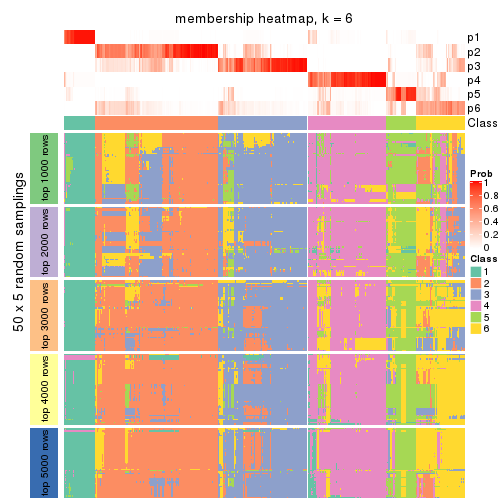 membership heatmap, k = 6
p1
p2
p3
p4
p5
p6
Class
50 x 5 random samplings
top 1000 rows
top 2000 rows
top 3000 rows
top 4000 rows
top 5000 rows
Prob
1
0.8
0.6
0.4
0.2
0
Class
1
2
3
4
5
6